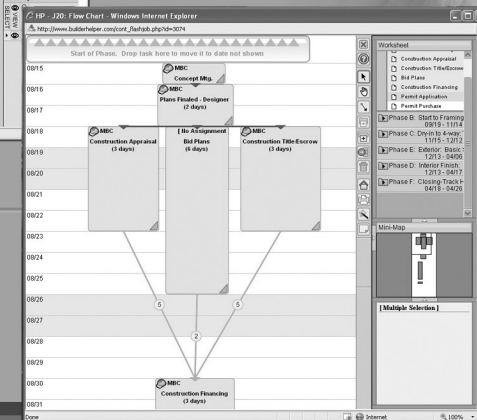 SELECT ▸ VIEW
HP - J20: Flow Chart - Windows Internet Explorer
http://www.builderhelper.com/cont_flashjob.php?id=3074
Start of Phase. Drop task here to move it to date not shown
08/15
08/16
08/17
08/18
08/19
08/20
08/21
08/22
08/23
08/24
08/25
08/26
08/27
08/28
08/29
08/30
08/31
MBC
Concept Mtg.
MBC
Plans Finaled - Designer
(2 days)
MBC
Construction Appraisal
(3 days)
[ No Assignment
Bid Plans
(6 days)
MBC
Construction Title/Escrow
(3 days)
5
2
5
MBC
Construction Financing
(3 days)
Worksheet
Construction Appraisal
Construction Title/Escrow
Bid Plans
Construction Financing
Permit Application
Permit Purchase
Phase B: Start to Framing
09/19 - 11/14
Phase C: Dry-in to 4-way:
11/15 - 12/12
Phase E: Exterior: Basic
12/13 - 04/06
Phase D: Interior Finish:
12/13 - 04/17
Phase F: Closing-Track H
04/18 - 04/26
Mini-Map
[ Multiple Selection ]
Done
Internet
100%